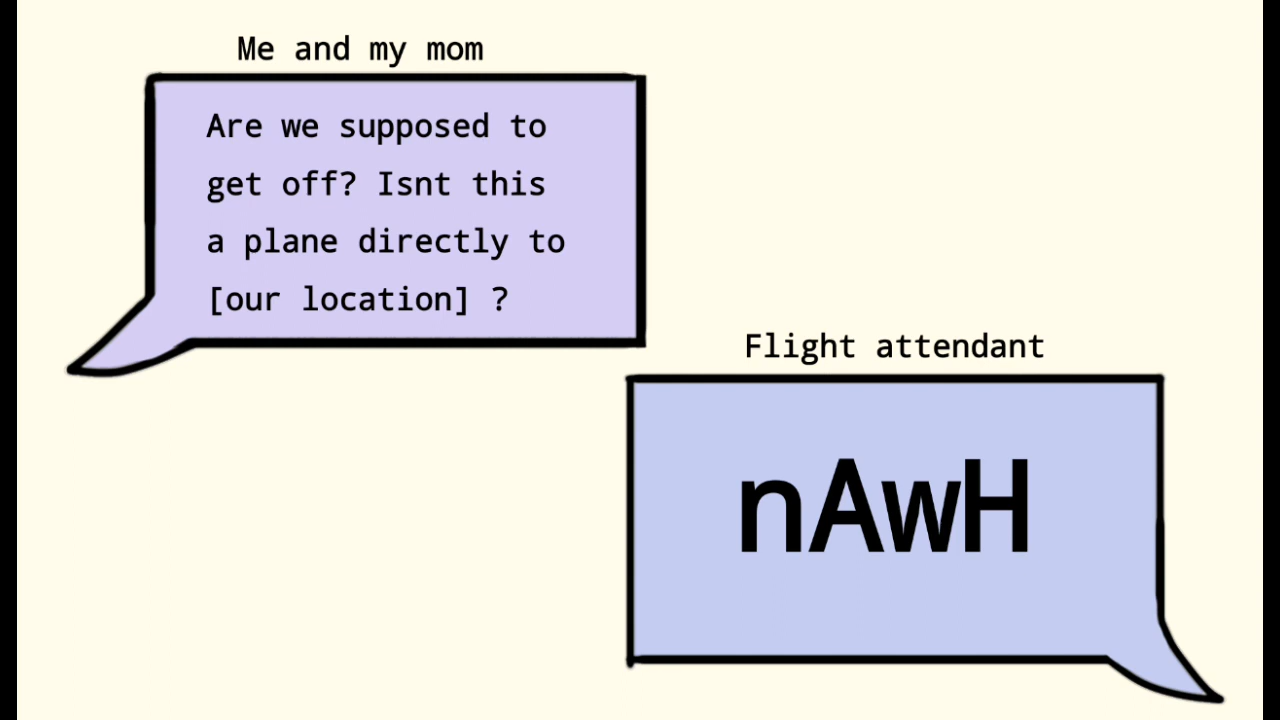 Me and my mom
Are we supposed to
get off? Isnt this
a plane directly to
[our location] ?
Flight attendant
nAwH